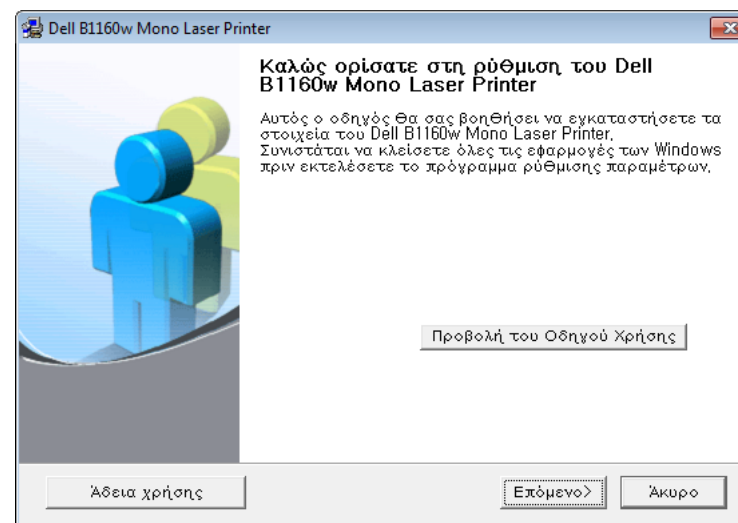 Dell B1160w Mono Laser Printer
Καλώς ορίσατε στη ρύθμιση του Dell
B1160w Mono Laser Printer
Αυτός ο οδηγός θα σας βοηθήσει να εγκαταστήσετε τα
στοιχεία του Dell B1160w Mono Laser Printer.
Συνιστάται να κλείσετε όλες τις εφαρμογές των Windows
πριν εκτελέσετε το πρόγραμμα ρύθμισης παραμέτρων.
Προβολή του Οδηγού Χρήσης
Άδεια χρήσης
Επόμενο>
Άκυρο